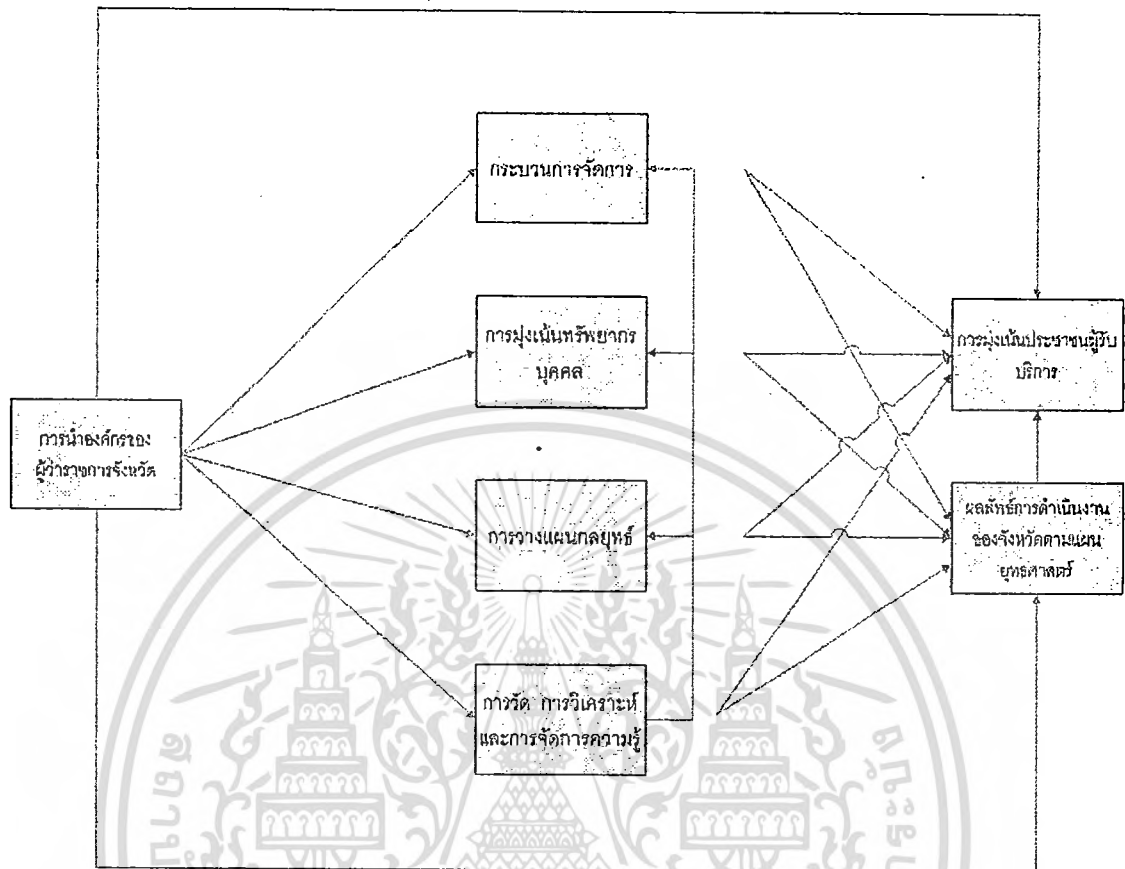 กระบวนการจัดการ
การมุ่งเน้นทรัพยากร
บุคคล
การมุ่งเน้นประชาชนผู้รับ
บริการ
การนำองค์กรของ
ผู้ว่าราชการจังหวัด
การวางแผนกลยุทธ์
ผลลัพธ์การดำเนินงาน
ของจังหวัดตามแผน
ยุทธศาสตร์
การวัด การวิเคราะห์
และการจัดการความรู้